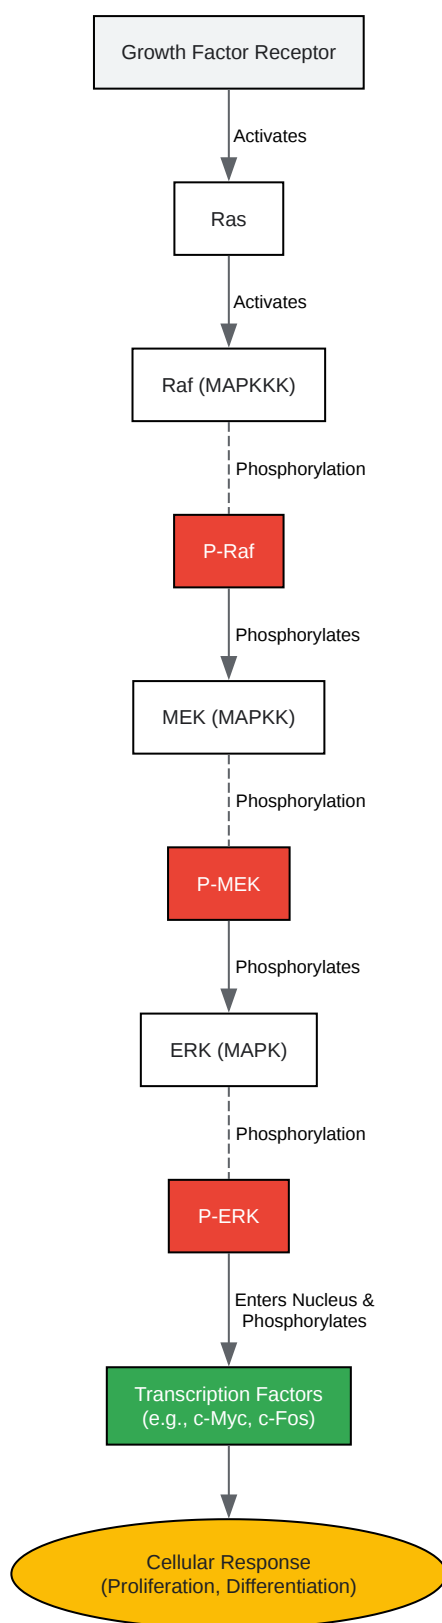 Growth Factor Receptor
Activates
Ras
Activates
Raf (MAPKKK)
Phosphorylation
P-Raf
Phosphorylates
MEK (MAPKK)
Phosphorylation
P-MEK
Phosphorylates
ERK (MAPK)
Phosphorylation
P-ERK
Enters Nucleus &
Phosphorylates
Transcription Factors
(e.g., c-Myc, c-Fos)
Cellular Response
(Proliferation, Differentiation)